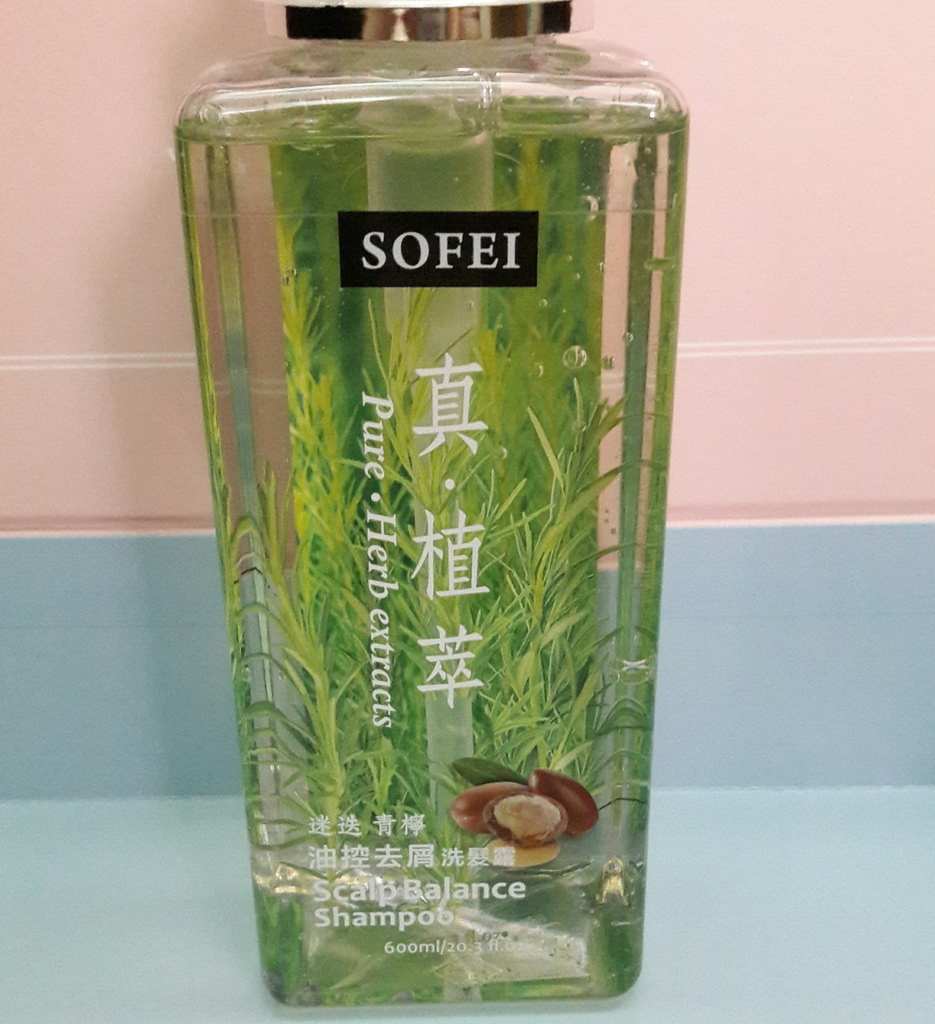 SOFEI
真·植萃
Pure·Herb extracts
迷迭 青檸
油控去屑 洗髮露
Scalp Balance
Shampoo
600ml/20.3 fl.oz